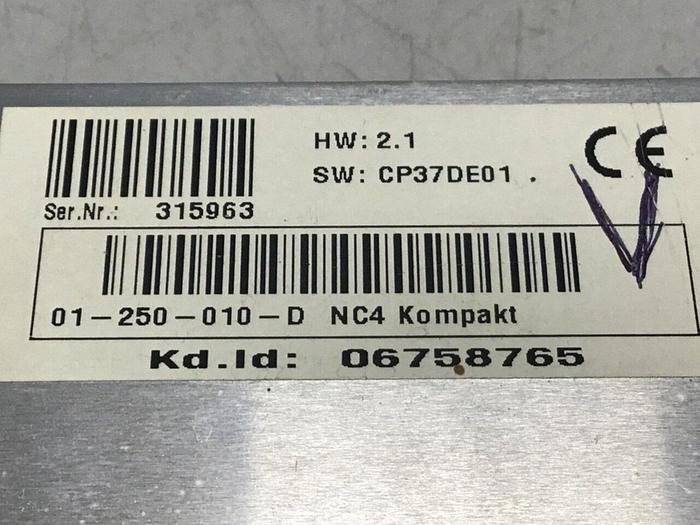 HW: 2.1
SW: CP37DE01 .
CE
Ser.Nr.: 315963
01-250-010-D NC4 Kompakt
Kd.Id: 06758765